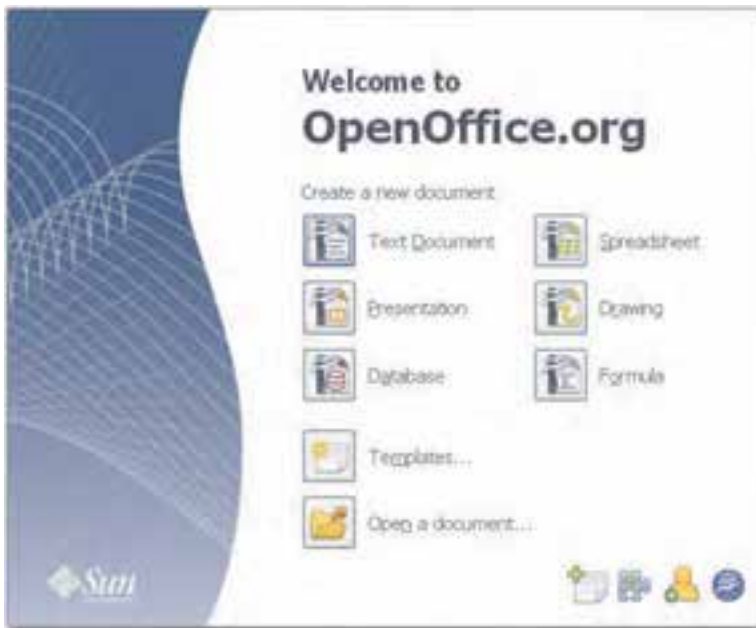 Welcome to
OpenOffice.org
Create a new document
Text Document
Spreadsheet
Presentation
Drawing
Database
Formula
Templates...
Open a document...
Sun